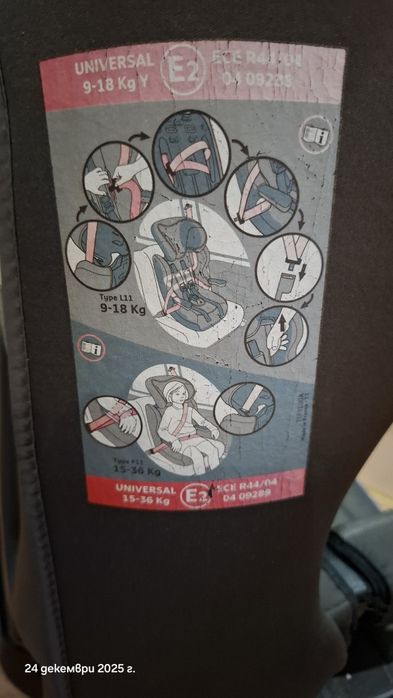 UNIVERSAL
9-18 Kg Y
E2
ECE R44/04
04 09288
Type L11
9-18 Kg
Type F11
15-36 Kg
UNIVERSAL
15-36 Kg
E2
ECE R44/04
04 09289
24 декември 2025 г.